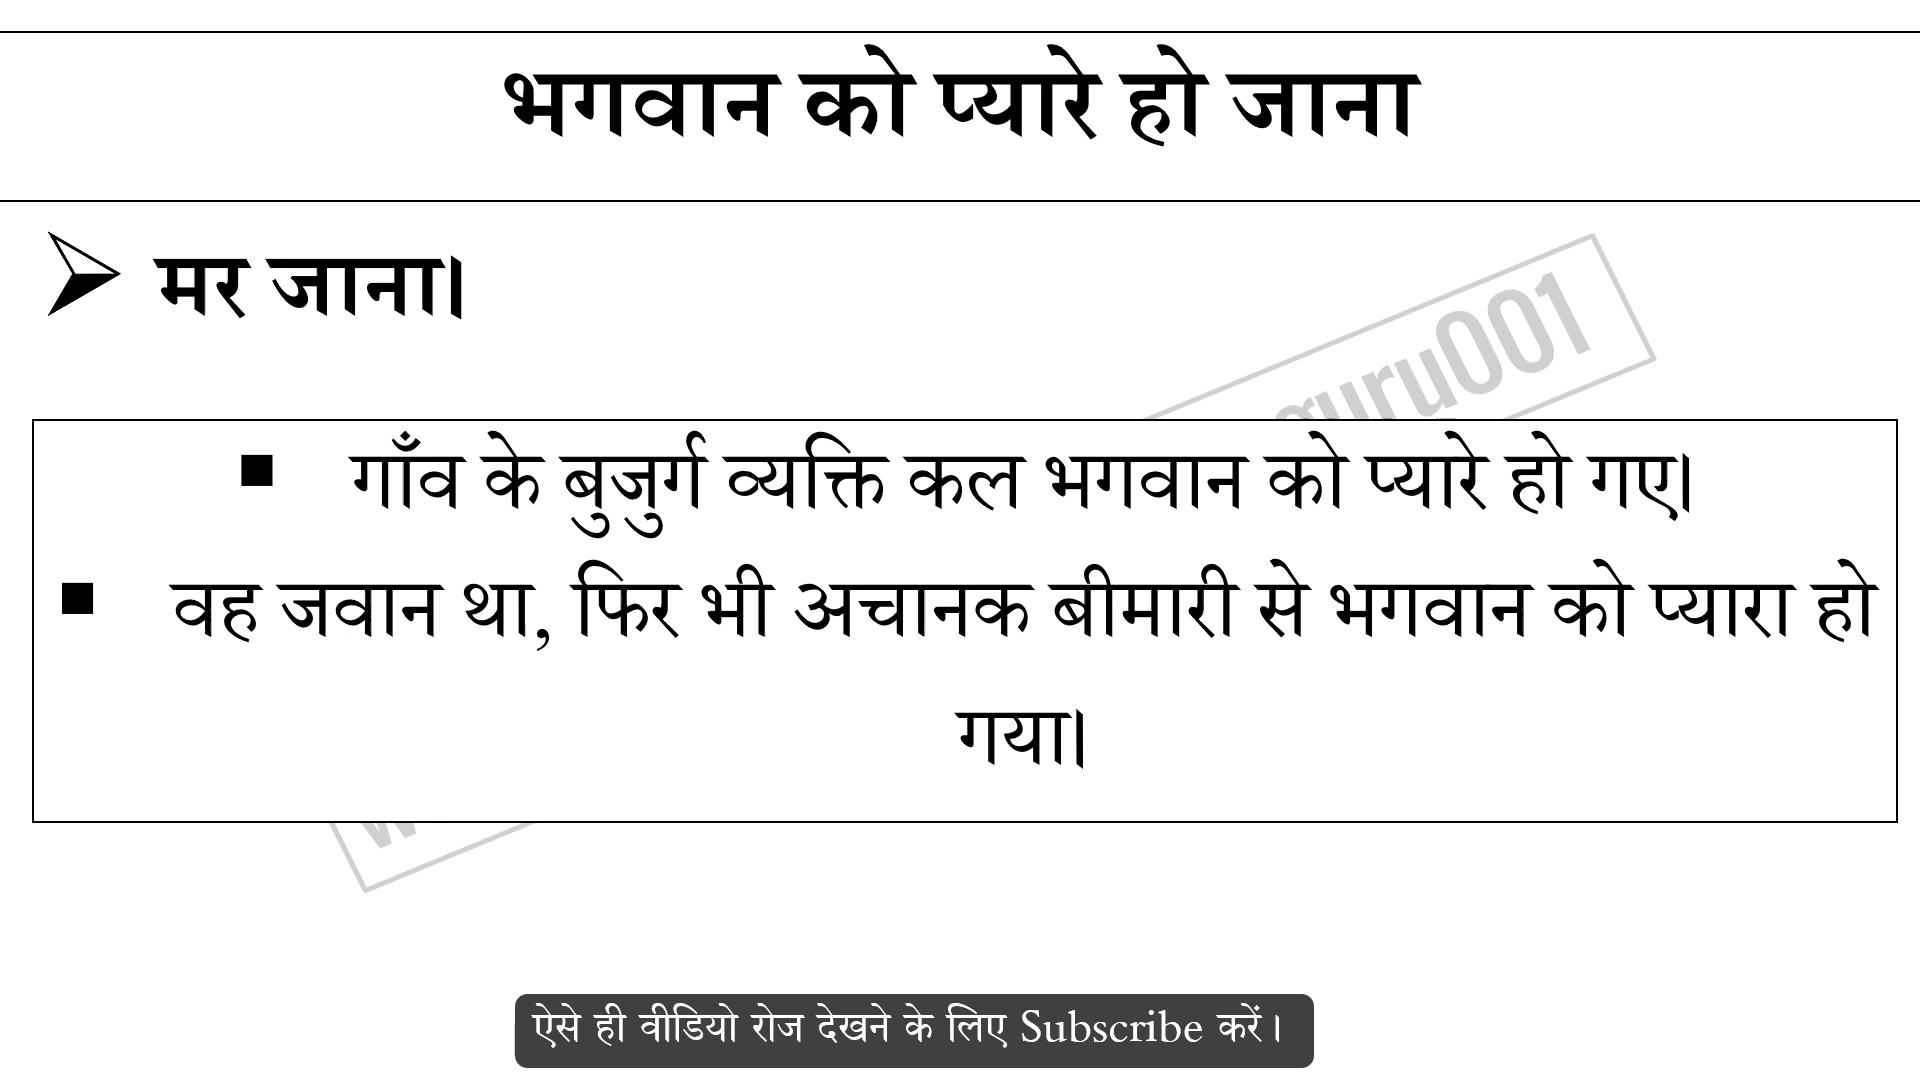 भगवान को प्यारे हो जाना
मर जाना।
guru001
गाँव के बुजुर्ग व्यक्ति कल भगवान को प्यारे हो गए।
वह जवान था, फिर भी अचानक बीमारी से भगवान को प्यारा हो
गया।
ऐसे ही वीडियो रोज देखने के लिए Subscribe करें।